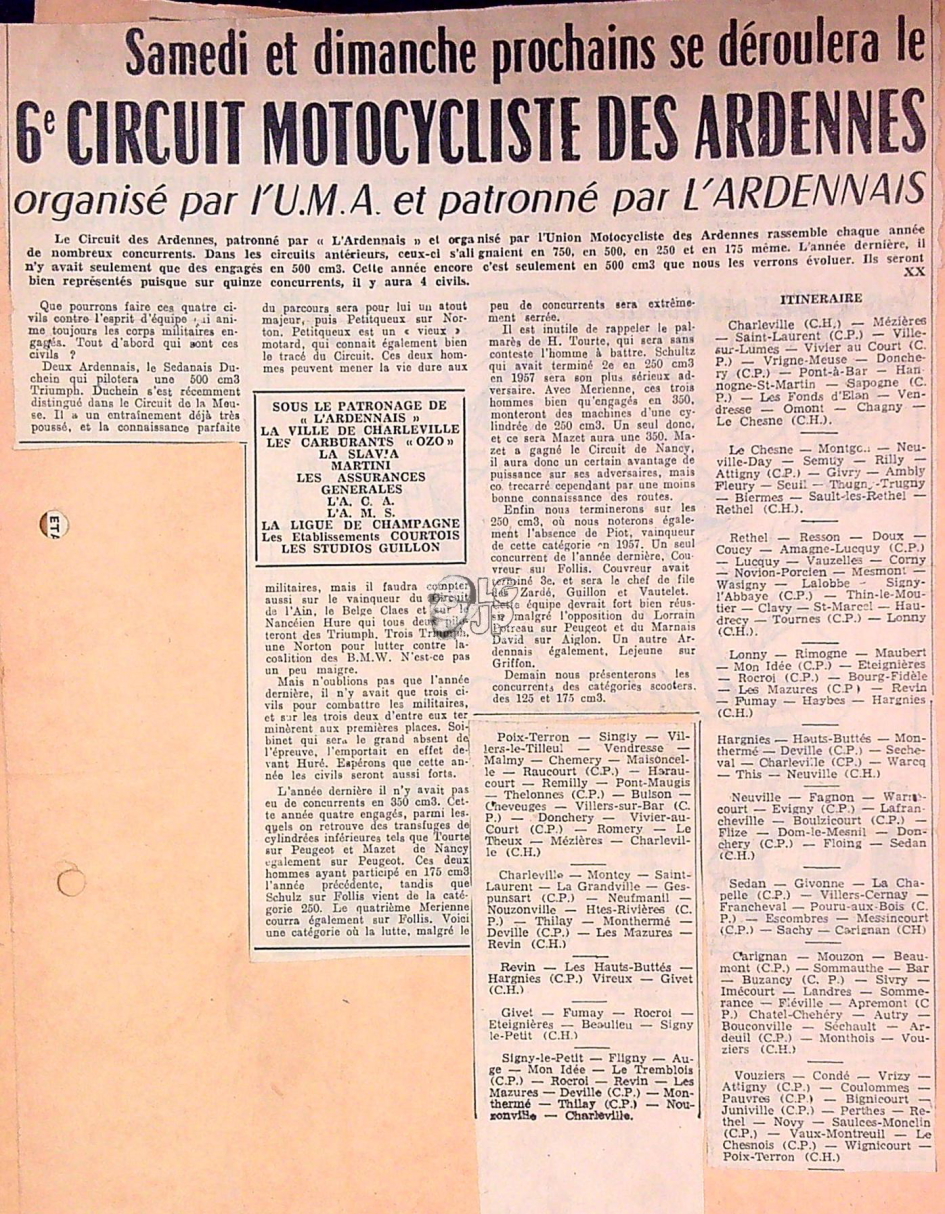 Samedi et dimanche prochains se déroulera le
6e CIRCUIT MOTOCYCLISTE DES ARDENNES
organisé par l'U.M.A. et patronné par L'ARDENNAIS
Le Circuit des Ardennes, patronné par « L'Ardennais » et organisé par l'Union Motocycliste des Ardennes rassemble chaque année
de nombreux concurrents. Dans les circuits antérieurs, ceux-ci s'alignaient en 750, en 500, en 250 et en 175 même. L'année dernière, il
n'y avait seulement que des engagés en 500 cm3. Cette année encore c'est seulement en 500 cm3 que nous les verrons évoluer. Ils seront
bien représentés puisque sur quinze concurrents, il y aura 4 civils.
XX
Que pourrons faire ces quatre ci-
vils contre l'esprit d'équipe qui ani-
me toujours les corps militaires en-
gagés. Tout d'abord qui sont ces
civils ?
Deux Ardennais, le Sedanais Du-
chein qui pilotera une 500 cm3
Triumph. Duchein s'est récemment
distingué dans le Circuit de la Meu-
se. Il a un entraînement déjà très
poussé, et la connaissance parfaite
du parcours sera pour lui un atout
majeur, puis Petitqueux sur Nor-
ton. Petitqueux est un « vieux »
motard, qui connait également bien
le tracé du Circuit. Ces deux hom-
mes peuvent mener la vie dure aux
SOUS LE PATRONAGE DE
« L'ARDENNAIS »
LA VILLE DE CHARLEVILLE
LES CARBURANTS « OZO »
LA SLAVIA
MARTINI
LES ASSURANCES
GENERALES
L'A. C. A.
L'A. M. S.
LA LIGUE DE CHAMPAGNE
Les Etablissements COURTOIS
LES STUDIOS GUILLON
militaires, mais il faudra compter
aussi sur le vainqueur du Circuit
de l'Ain, le Belge Claes et sur le
Nancéien Hure qui tous deux pilo-
teront des Triumph. Trois Triumph,
une Norton pour lutter contre la
coalition des B.M.W. N'est-ce pas
un peu maigre.
Mais n'oublions pas que l'année
dernière, il n'y avait que trois ci-
vils pour combattre les militaires,
et sur les trois deux d'entre eux ter
minèrent aux premières places. Soi-
binet qui sera le grand absent de
l'épreuve, l'emportait en effet de-
vant Huré. Espérons que cette an-
née les civils seront aussi forts.
L'année dernière il n'y avait pas
eu de concurrents en 350 cm3. Cet-
te année quatre engagés, parmi les-
quels on retrouve des transfuges de
cylindrées inférieures tels que Tourte
sur Peugeot et Mazet de Nancy
également sur Peugeot. Ces deux
hommes ayant participé en 175 cm3
l'année précédente, tandis que
Schulz sur Follis vient de la caté-
gorie 250. Le quatrième Merienne
courra également sur Follis. Voici
une catégorie où la lutte, malgré le
peu de concurrents sera extrême-
ment serrée.
Il est inutile de rappeler le pal-
marès de H. Tourte, qui sera sans
conteste l'homme à battre. Schultz
qui avait terminé 2e en 250 cm3
en 1957 sera son plus sérieux ad-
versaire. Avec Merienne, ces trois
hommes bien qu'engagés en 350,
monteront des machines d'une cy-
lindrée de 250 cm3. Un seul donc,
et ce sera Mazet aura une 350. Ma-
zet a gagné le Circuit de Nancy,
il aura donc un certain avantage de
puissance sur ses adversaires, mais
co trecarré cependant par une moins
bonne connaissance des routes.
Enfin nous terminerons sur les
250 cm3, où nous noterons égale-
ment l'absence de Piot, vainqueur
de cette catégorie en 1957. Un seul
concurrent de l'année dernière, Cou-
vreur sur Follis. Couvreur avait
miné 3e, et sera le chef de file
Zardé, Guillon et Vautelet.
équipe devrait fort bien réus-
sir malgré l'opposition du Lorrain
Botreau sur Peugeot et du Marnais
David sur Aiglon. Un autre Ar-
dennais également, Lejeune sur
Griffon.
Demain nous présenterons les
concurrents des catégories scooters.
des 125 et 175 cm3.
ITINERAIRE
Charleville (C.H.) — Mézières
— Saint-Laurent (C.P.) — Ville-
sur-Lumes — Vivier au Court (C.
P.) — Vrigne-Meuse — Donche-
ry (C.P.) — Pont-à-Bar — Han-
nogne-St-Martin — Sapogne (C.
P.) — Les Fonds d'Elan — Ven-
dresse — Omont — Chagny —
Le Chesne (C.H.).
Le Chesne — Montgc.. — Neu-
ville-Day — Semuy — Rilly —
Attigny (C.P.) — Givry — Ambly
Fleury — Seuil — Thugn.-Trugny
— Biermes — Sault-les-Rethel —
Rethel (C.H.).
Rethel — Resson — Doux —
Coucy — Amagne-Lucquy (C.P.)
— Lucquy — Vauzelles — Corny
— Novion-Porcien — Mesmont —
Wasigny — Lalobbe — Signy-
l'Abbaye (C.P.) — Thin-le-Mou-
tier — Clavy — St-Marcel — Hau-
drecy — Tournes (C.P.) — Lonny
(C.H.).
Lonny — Rimogne — Maubert
— Mon Idée (C.P.) — Eteignières
— Rocroi (C.P.) — Bourg-Fidèle
— Les Mazures (C.P) — Revin
— Fumay — Haybes — Hargnies
(C.H.)
Hargnies — Hauts-Buttés — Mon-
thermé — Deville (C.P.) — Seche-
val — Charleville (CP.) — Warcq
— This — Neuville (C.H.)
Neuville — Fagnon — Warne-
court — Evigny (C.P.) — Lafran-
cheville — Boulzicourt (C.P.) —
Flize — Dom-le-Mesnil — Don-
chery (C.P.) — Floing — Sedan
(C.H.)
Sedan — Givonne — La Cha-
pelle (C.P.) — Villers-Cernay —
Francheval — Pouru-aux-Bois (C.
P.) — Escombres — Messincourt
(C.P.) — Sachy — Carignan (CH)
Carignan — Mouzon — Beau-
mont (C.P.) — Sommauthe — Bar
— Buzancy (C. P.) — Sivry —
Imécourt — Landres — Somme-
rance — Fléville — Apremont (C
P.) Chatel-Chehéry — Autry —
Bouconville — Séchault — Ar-
deuil (C.P.) — Monthois — Vou-
ziers (C.H.)
Vouziers — Condé — Vrizy —
Attigny (C.P.) — Coulommes —
Pauvres (C.P.) — Bignicourt —
Juniville (C.P.) — Perthes — Re-
thel — Novy — Saulces-Monclin
(C.P.) — Vaux-Montreuil — Le
Chesnois (C.P.) — Wignicourt —
Poix-Terron (C.H.)
Poix-Terron — Singly — Vil-
lers-le-Tilleul — Vendresse —
Malmy — Chemery — Maisoncel-
le — Raucourt (C.P.) — Harau-
court — Remilly — Pont-Maugis
— Thelonnes (C.P.) — Bulson —
Cheveuges — Villers-sur-Bar (C.
P.) — Donchery — Vivier-au-
Court (C.P.) — Romery — Le
Theux — Mézières — Charlevil-
le (C.H.)
Charleville — Montcy — Saint-
Laurent — La Grandville — Ges-
punsart (C.P.) — Neufmanil —
Nouzonville — Htes-Rivières (C.
P.) — Thilay — Monthermé —
Deville (C.P.) — Les Mazures —
Revin (C.H.)
Revin — Les Hauts-Buttés —
Hargnies (C.P.) Vireux — Givet
(C.H.)
Givet — Fumay — Rocroi —
Eteignières — Beaulieu — Signy
le-Petit (C.H.)
Signy-le-Petit — Fligny — Au-
ge — Mon Idée — Le Tremblois
(C.P.) — Rocroi — Revin — Les
Mazures — Deville (C.P.) — Mon-
thermé — Thilay (C.P.) — Nou-
zonville — Charleville.